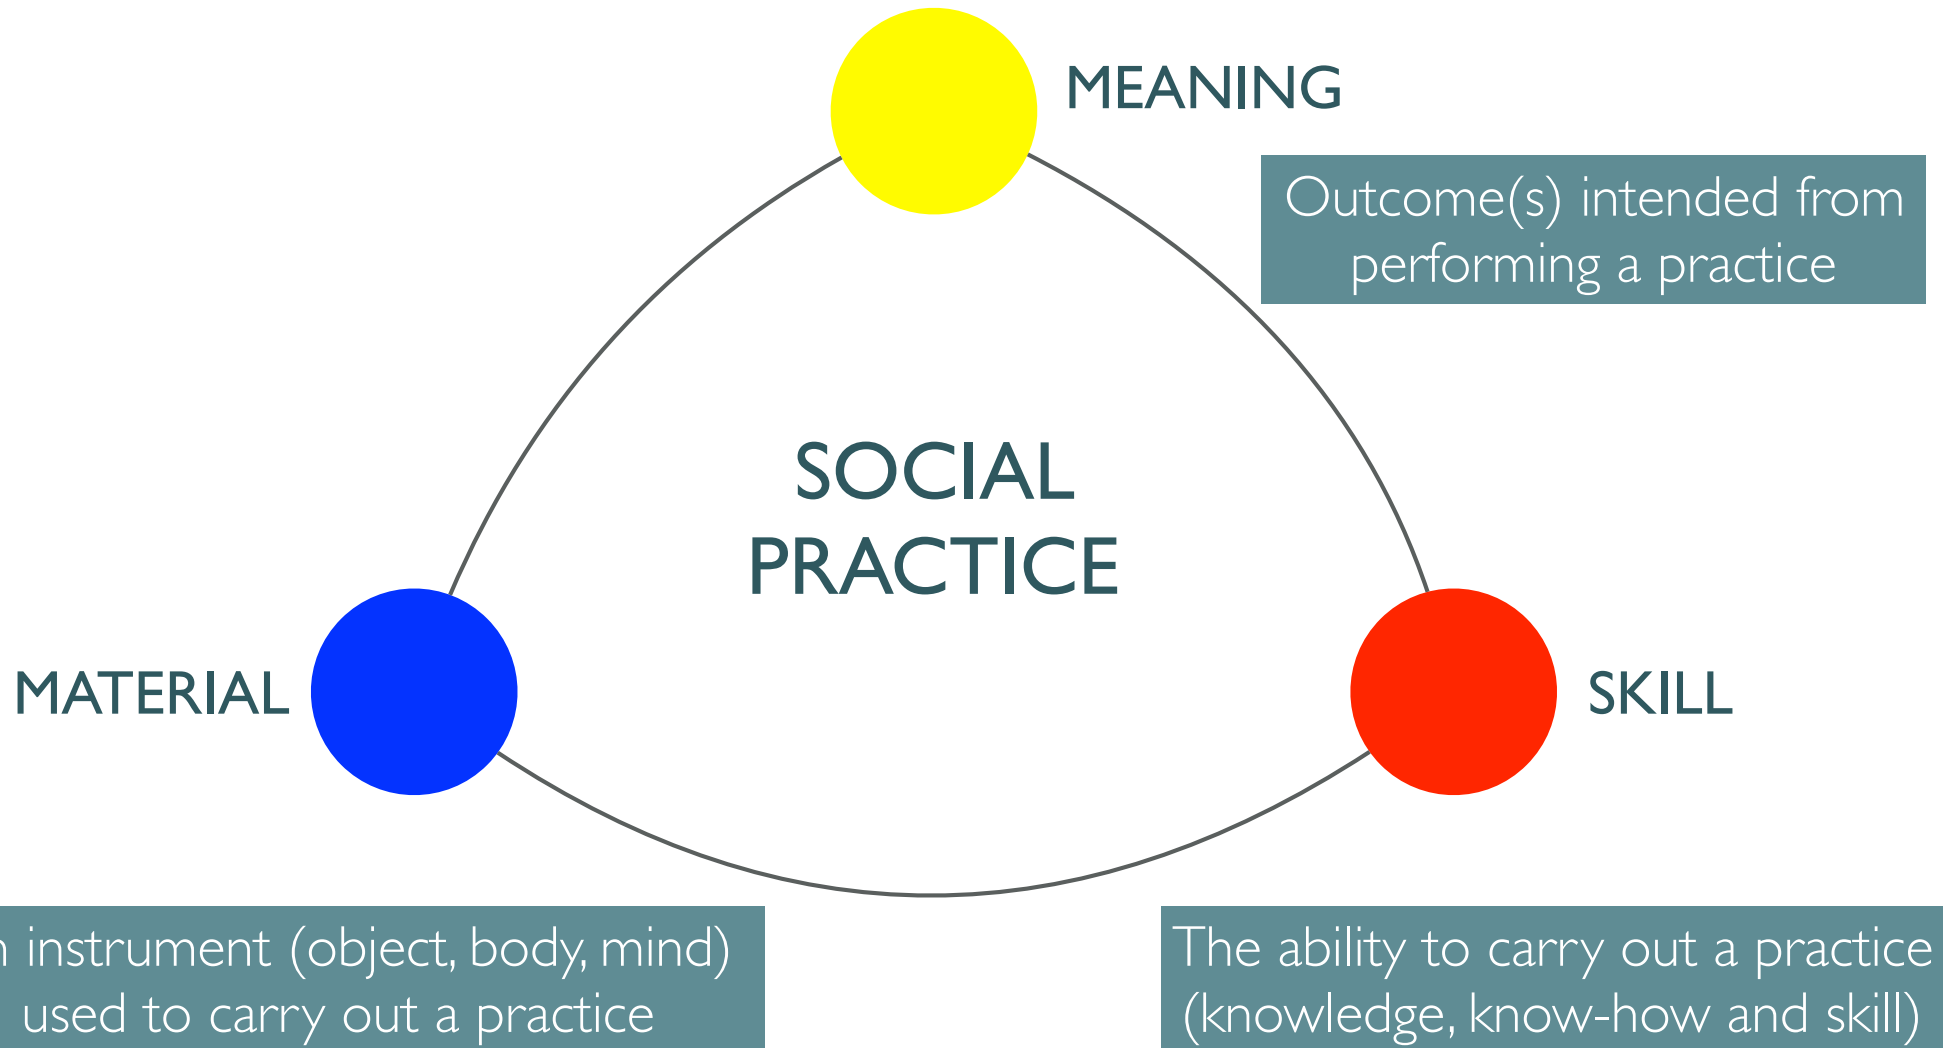 MEANING
Outcome(s) intended from
performing a practice
SOCIAL
PRACTICE
MATERIAL
SKILL
instrument (object, body, mind)
used to carry out a practice
The ability to carry out a practice
(knowledge, know-how and skill)